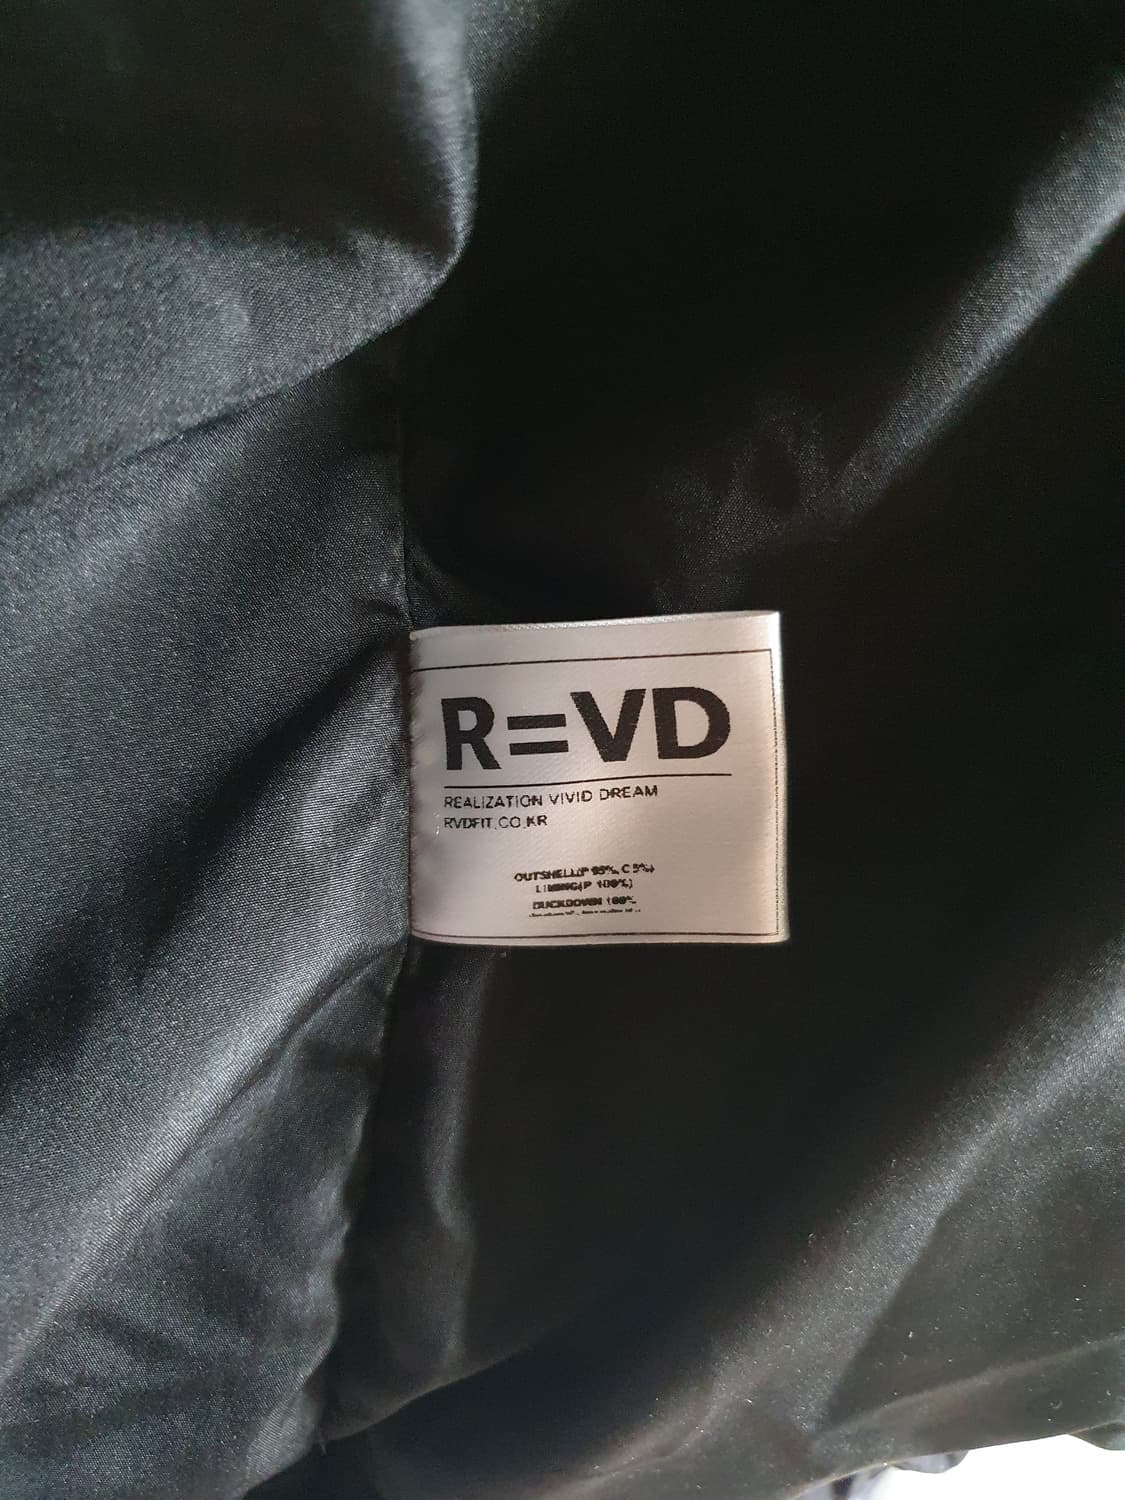 R=VD
REALIZATION VIVID DREAM
RVDFIT.CO.KR
OUTSHELL(P 95%, C 5%)
LINING(P 100%)
DUCKDOWN 100%